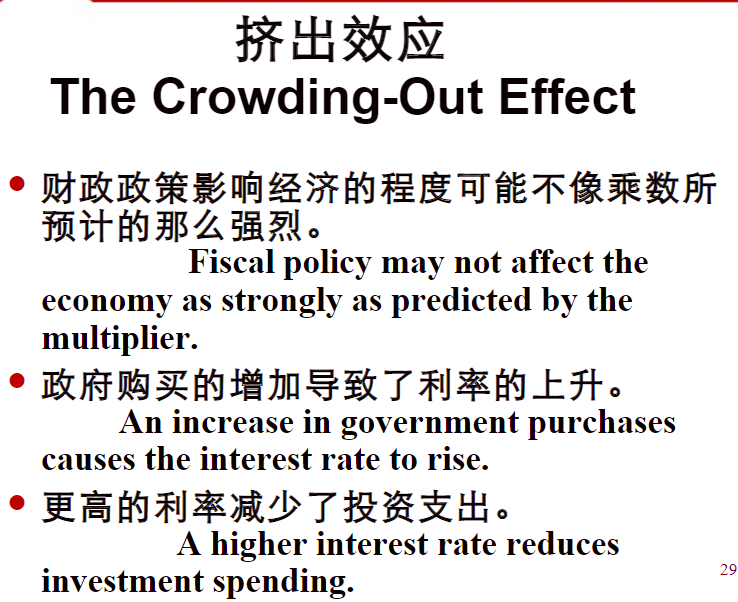 挤出效应
The Crowding-Out Effect
• 财政政策影响经济的程度可能不像乘数所
预计的那么强烈。
Fiscal policy may not affect the
economy as strongly as predicted by the
multiplier.
• 政府购买的增加导致了利率的上升。
An increase in government purchases
causes the interest rate to rise.
• 更高的利率减少了投资支出。
A higher interest rate reduces
investment spending.
29